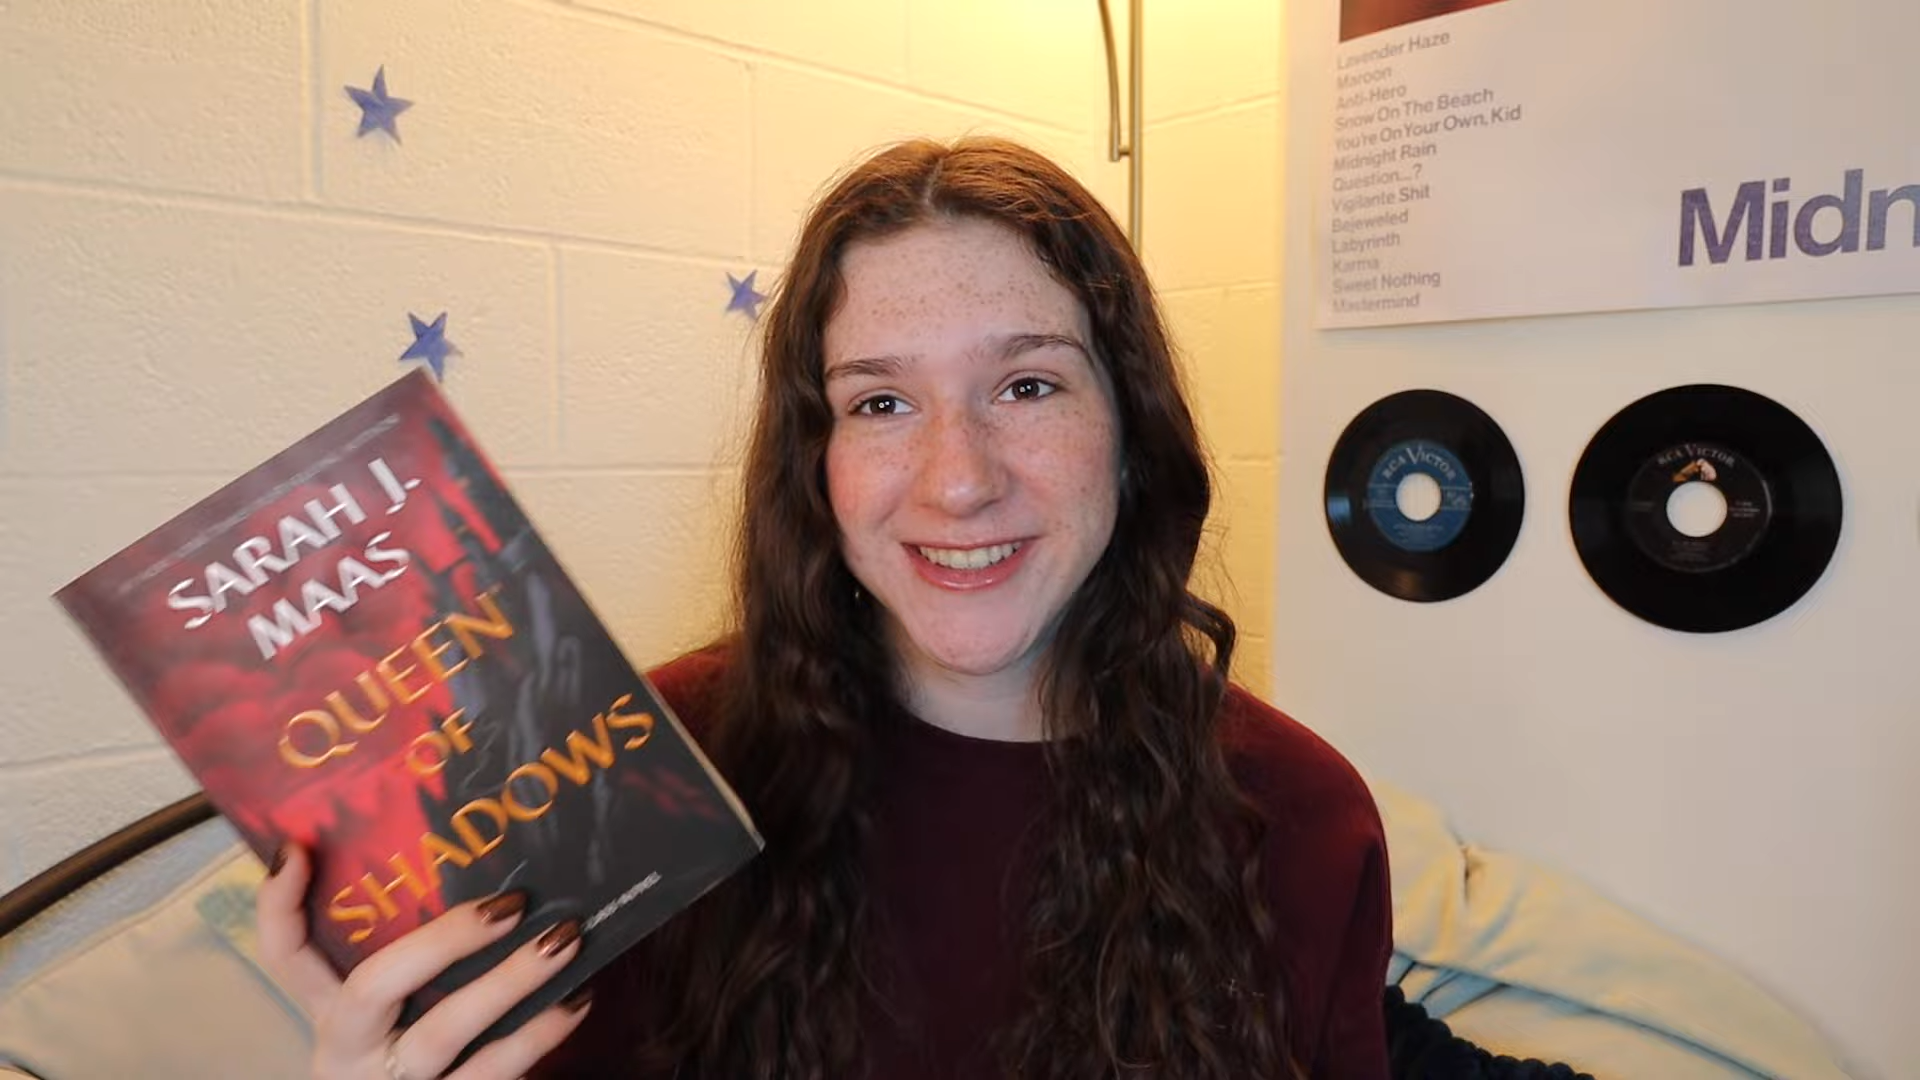 SARAH J.
MAAS
QUEEN
OF
SHADOWS
Lavender Haze
Maroon
Anti-Hero
Snow On The Beach
You're On Your Own, Kid
Midnight Rain
Question...?
Vigilante Shit
Bejeweled
Labyrinth
Karma
Sweet Nothing
Mastermind
Midn
RCA VICTOR
RCA VICTOR